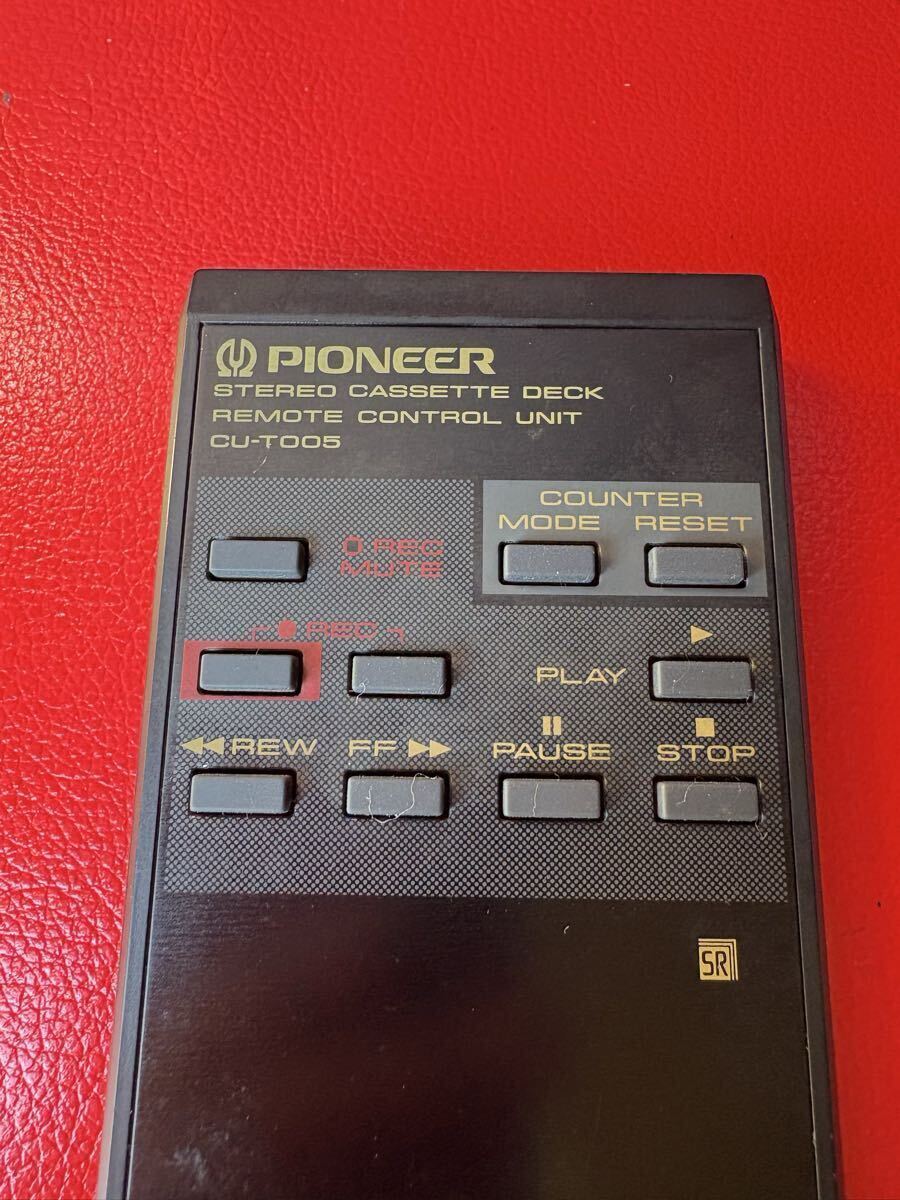 PIONEER
STEREO CASSETTE DECK
REMOTE CONTROL UNIT
CU-T005
COUNTER
MODE RESET
REC
MUTE
REC
PLAY
REW FF PAUSE STOP
SR